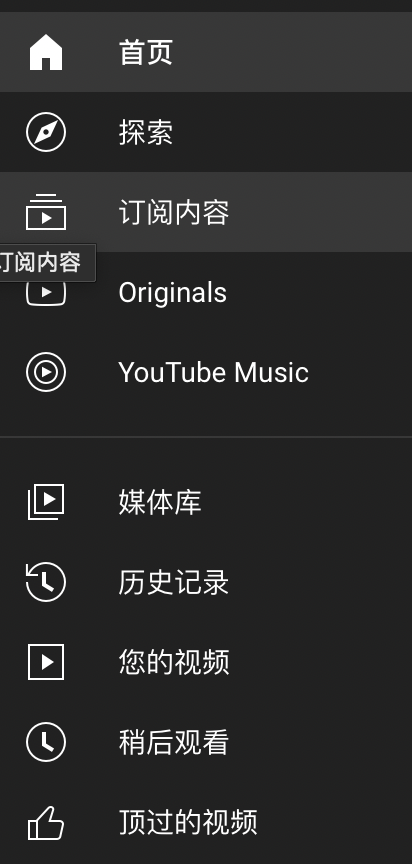 首页
探索
订阅内容
订阅内容
Originals
YouTube Music
媒体库
历史记录
您的视频
稍后观看
顶过的视频